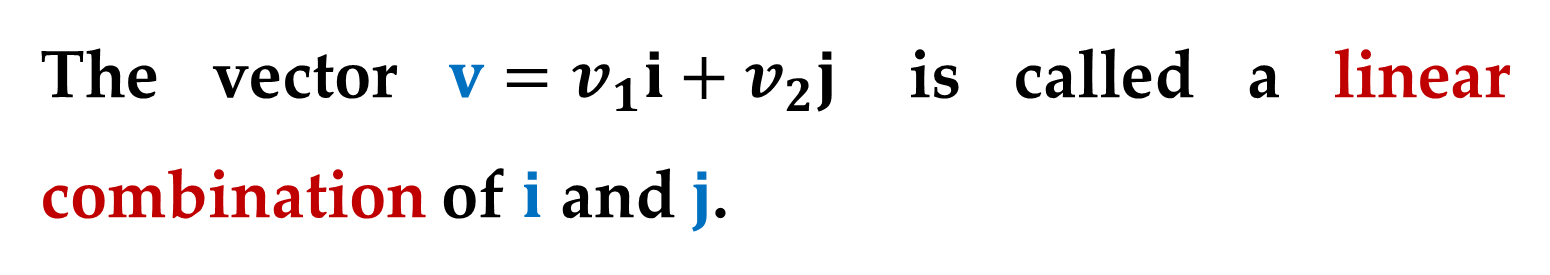 The vector v = v₁i + v₂j is called a linear
combination of i and j.